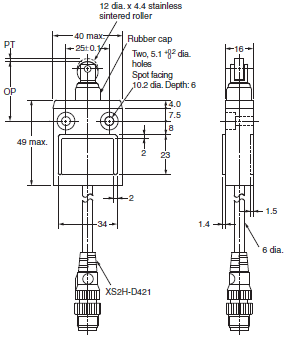 12 dia. x 4.4 stainless
sintered roller
40 max.
PT
25±0.1
Rubber cap
16
Two, 5.1 +0.2 0 dia.
holes
Spot facing
10.2 dia. Depth: 6
OP
4.0
7.5
8
49 max.
2
23
2
1.5
34
1.4
6 dia.
XS2H-D421